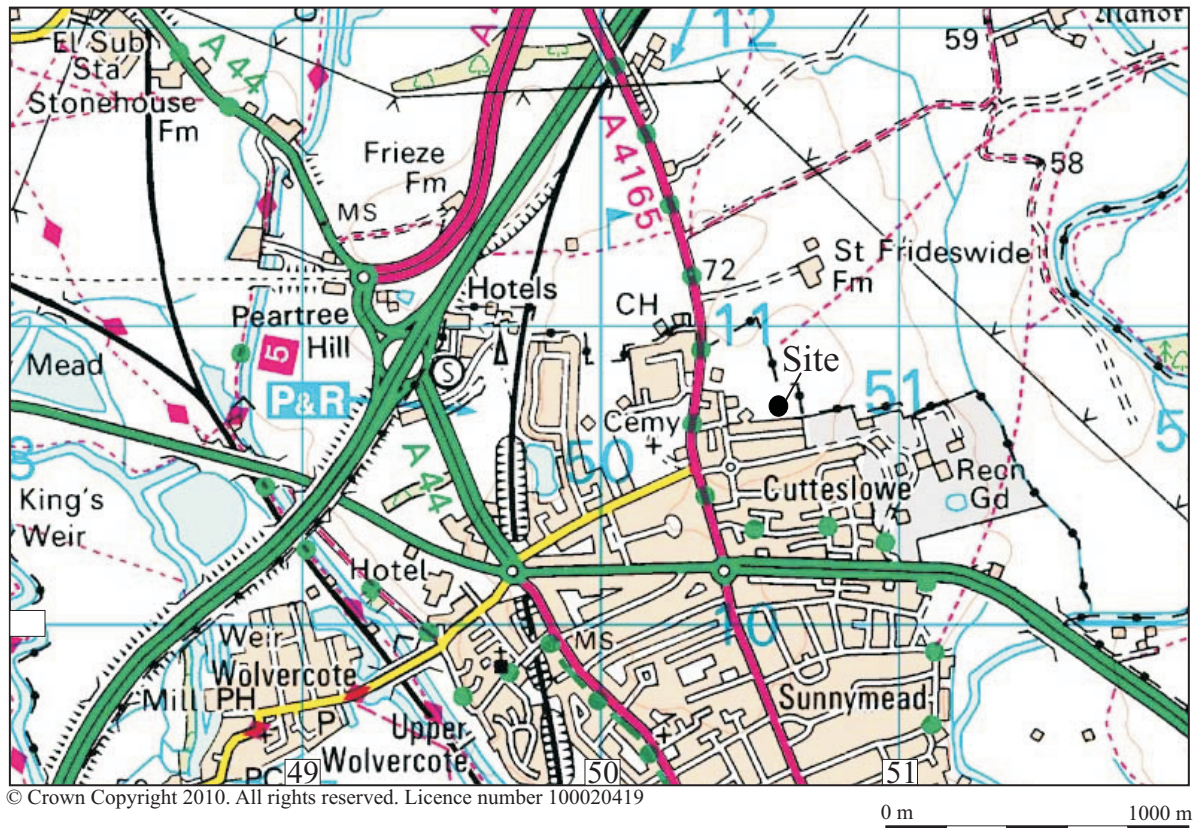 A 44
El Sub
Sta
Stonehouse
Fm
12
59
Manor
Frieze
Fm
A 4165
58
MS
St Frideswide
Fm
72
Hotels
CH
11
Peartree
Hill
5
S
Mead
P&R
Site
51
5
Cemy
50
A 44
King's
Weir
Cutteslowe
Recn
Gd
Hotel
10
Weir
Wolvercote
MS
Mill
PH
Sunnymead
P
Upper
Wolvercote
PC
49
50
51
© Crown Copyright 2010. All rights reserved. Licence number 100020419
0 m
1000 m